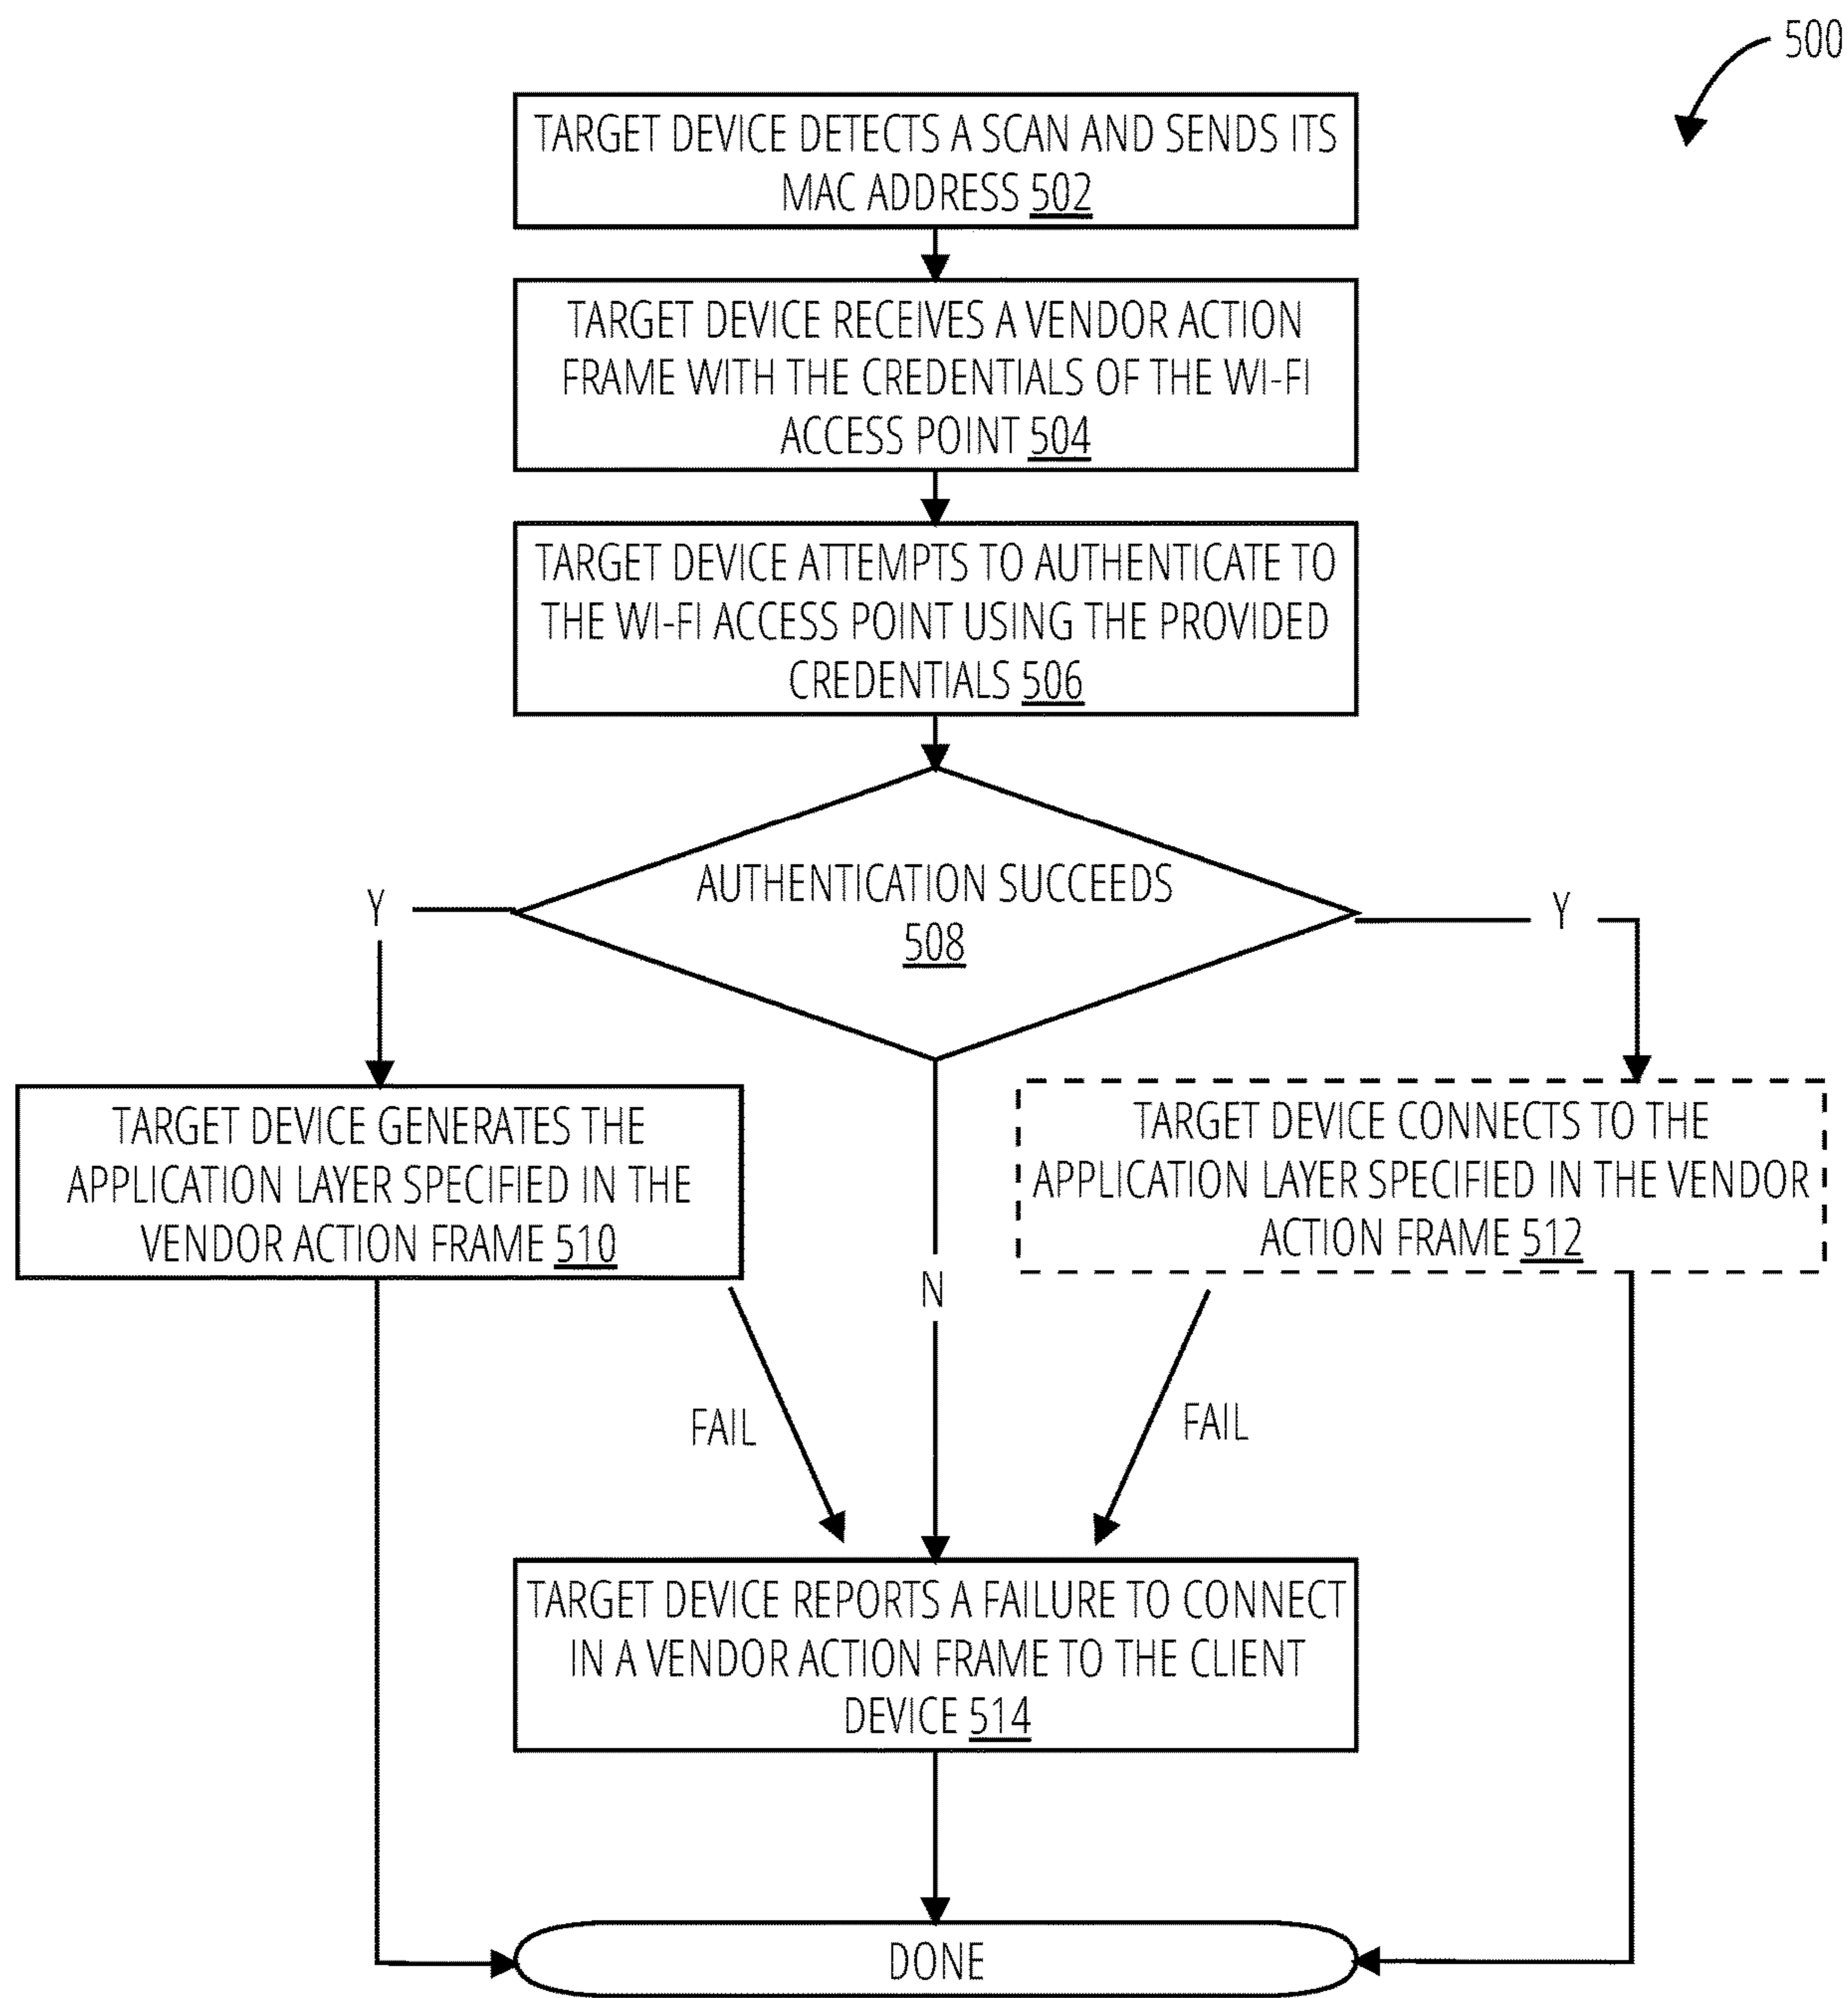 500
TARGET DEVICE DETECTS A SCAN AND SENDS ITS
MAC ADDRESS 502
TARGET DEVICE RECEIVES A VENDOR ACTION
FRAME WITH THE CREDENTIALS OF THE WI-FI
ACCESS POINT 504
TARGET DEVICE ATTEMPTS TO AUTHENTICATE TO
THE WI-FI ACCESS POINT USING THE PROVIDED
CREDENTIALS 506
AUTHENTICATION SUCCEEDS
508
Y
Y
TARGET DEVICE GENERATES THE
APPLICATION LAYER SPECIFIED IN THE
VENDOR ACTION FRAME 510
TARGET DEVICE CONNECTS TO THE
APPLICATION LAYER SPECIFIED IN THE VENDOR
ACTION FRAME 512
N
FAIL
FAIL
TARGET DEVICE REPORTS A FAILURE TO CONNECT
IN A VENDOR ACTION FRAME TO THE CLIENT
DEVICE 514
DONE